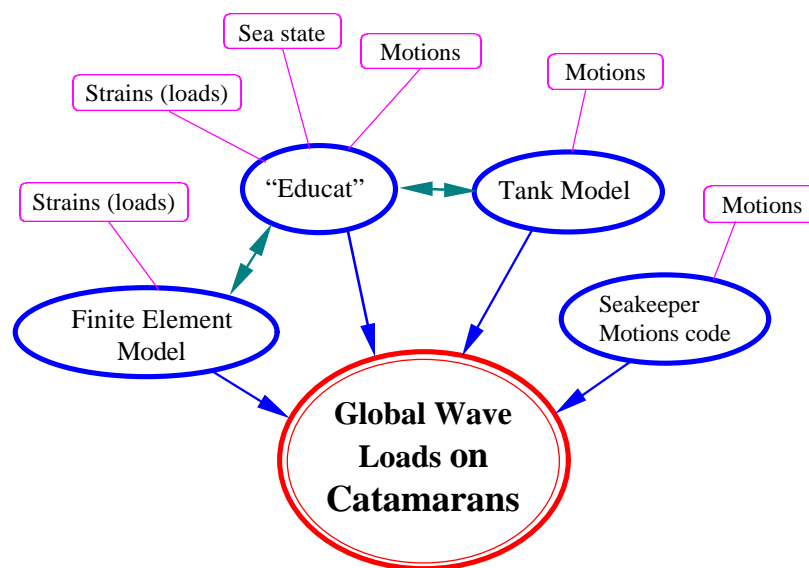 Sea state
Motions
Motions
Strains (loads)
“Educat”
Tank Model
Strains (loads)
Motions
Finite Element
Model
Seakeeper
Motions code
Global Wave
Loads on
Catamarans